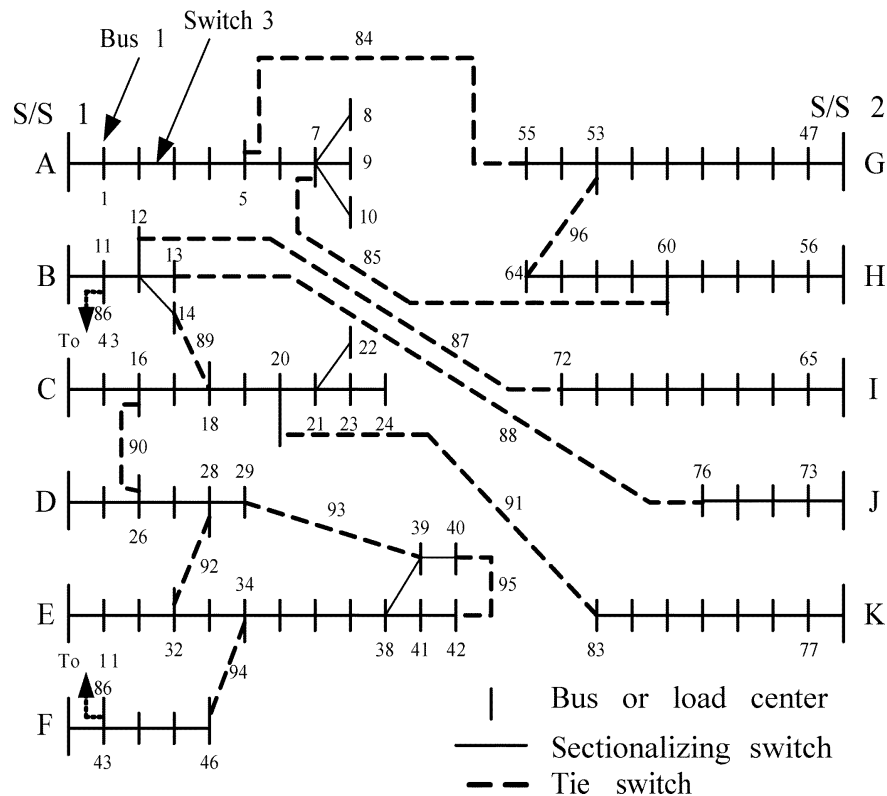 Bus 1
Switch 3
84
S/S 1
S/S 2
8
7
55
53
47
A
9
G
1
5
10
12
96
11
13
85
60
56
B
64
H
86
14
To 43
89
87
16
20
22
72
65
C
I
18
21
23
24
88
90
28
29
76
73
D
93
91
J
26
39
40
92
34
95
E
K
32
38
41
42
83
77
To 11
94
86
F
43
46
Bus or load center
Sectionalizing switch
Tie switch